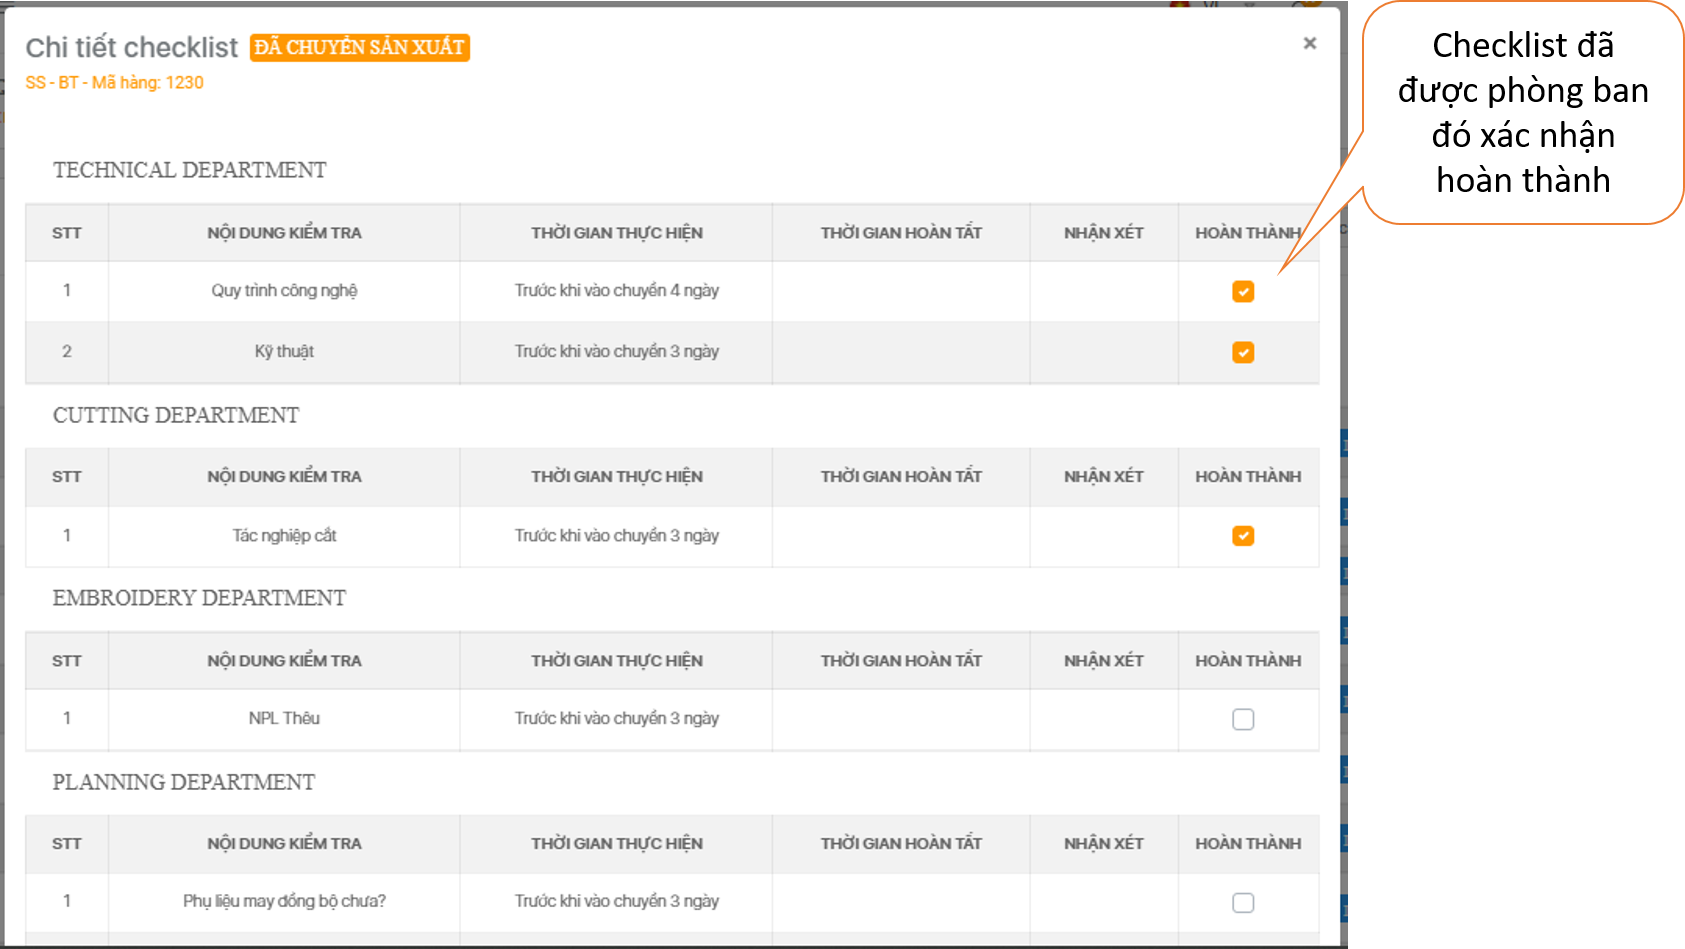 Chi tiết checklist ĐÃ CHUYỀN SẢN XUẤT
SS - BT - Mã hàng: 1230
Checklist đã
được phòng ban
đó xác nhận
hoàn thành
TECHNICAL DEPARTMENT
STT NỘI DUNG KIỂM TRA THỜI GIAN THỰC HIỆN THỜI GIAN HOÀN TẤT NHẬN XÉT HOÀN THÀNH
1 Quy trình công nghệ Trước khi vào chuyền 4 ngày
2 Kỹ thuật Trước khi vào chuyền 3 ngày
CUTTING DEPARTMENT
STT NỘI DUNG KIỂM TRA THỜI GIAN THỰC HIỆN THỜI GIAN HOÀN TẤT NHẬN XÉT HOÀN THÀNH
1 Tác nghiệp cắt Trước khi vào chuyền 3 ngày
EMBROIDERY DEPARTMENT
STT NỘI DUNG KIỂM TRA THỜI GIAN THỰC HIỆN THỜI GIAN HOÀN TẤT NHẬN XÉT HOÀN THÀNH
1 NPL Thêu Trước khi vào chuyền 3 ngày
PLANNING DEPARTMENT
STT NỘI DUNG KIỂM TRA THỜI GIAN THỰC HIỆN THỜI GIAN HOÀN TẤT NHẬN XÉT HOÀN THÀNH
1 Phụ liệu may đồng bộ chưa? Trước khi vào chuyền 3 ngày